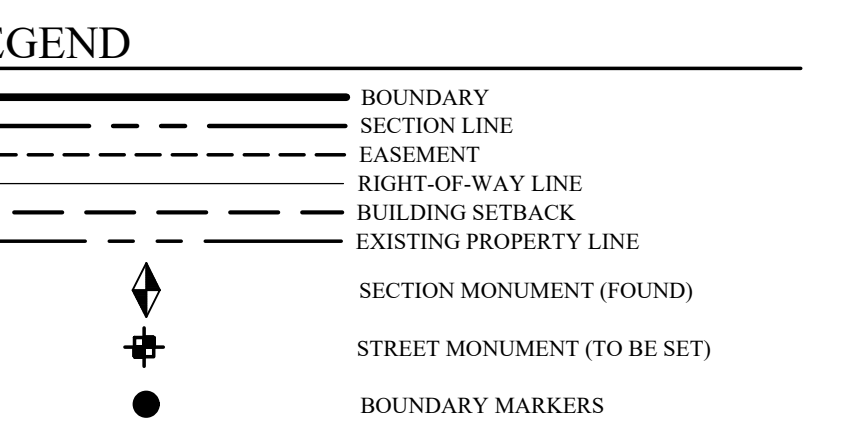 EGEND
BOUNDARY
SECTION LINE
EASEMENT
RIGHT-OF-WAY LINE
BUILDING SETBACK
EXISTING PROPERTY LINE
SECTION MONUMENT (FOUND)
STREET MONUMENT (TO BE SET)
BOUNDARY MARKERS